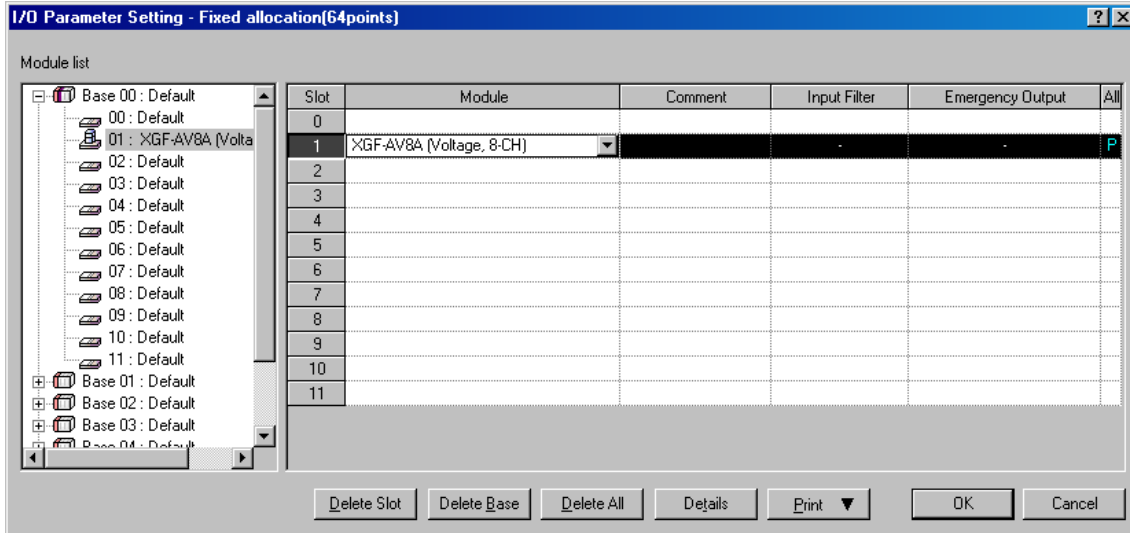 I/O Parameter Setting - Fixed allocation(64points)
Module list
Base 00 : Default
00 : Default
01 : XGF-AV8A (Volta
02 : Default
03 : Default
04 : Default
05 : Default
06 : Default
07 : Default
08 : Default
09 : Default
10 : Default
11 : Default
Base 01 : Default
Base 02 : Default
Base 03 : Default
Base 04 : Default
Slot Module Comment Input Filter Emergency Output All
0
1 XGF-AV8A (Voltage, 8-CH) - - P
2
3
4
5
6
7
8
9
10
11
Delete Slot Delete Base Delete All Details Print ▼ OK Cancel